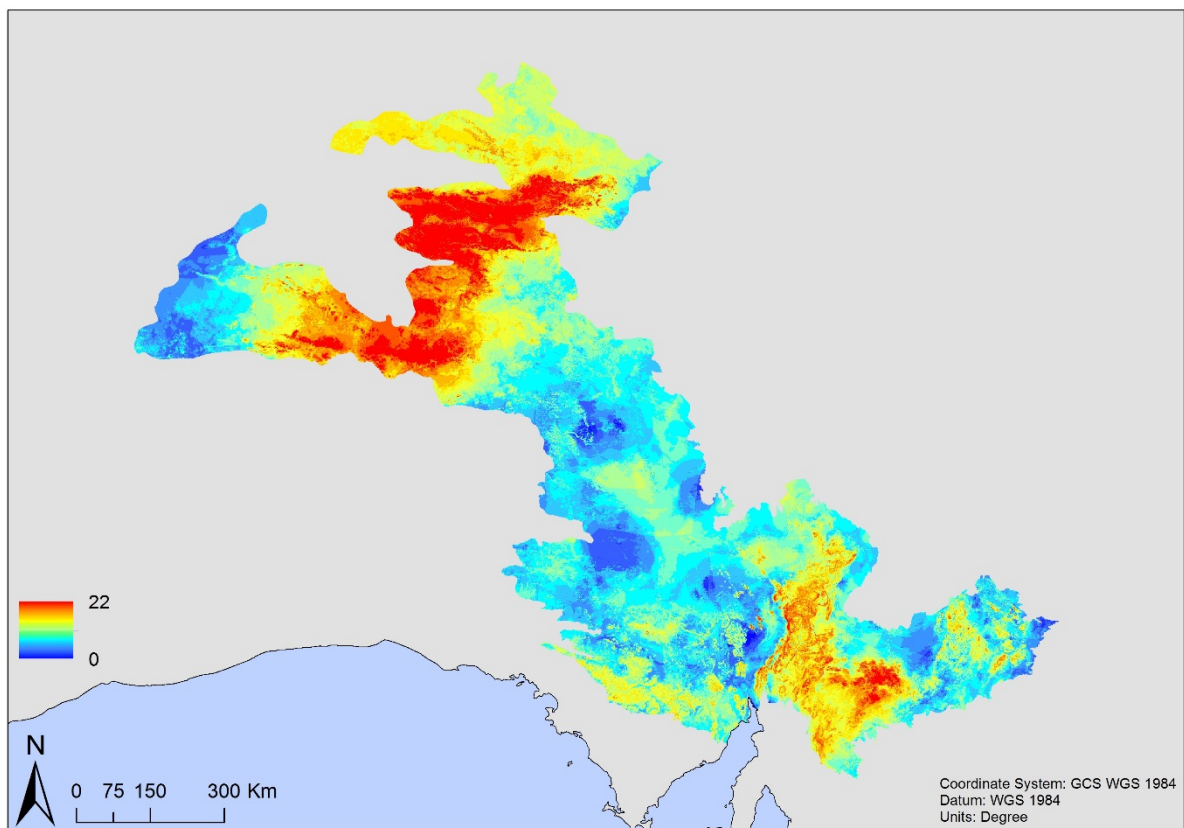 22
0
N
0 75 150 300 Km
Coordinate System: GCS WGS 1984
Datum: WGS 1984
Units: Degree